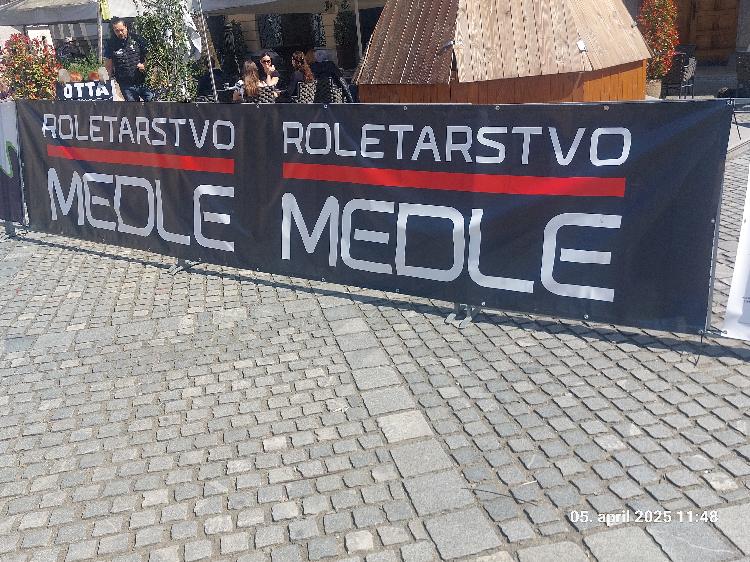 OTTA
ROLETARSTVO
MEDLE
ROLETARSTVO
MEDLE
05. april 2025 11:48